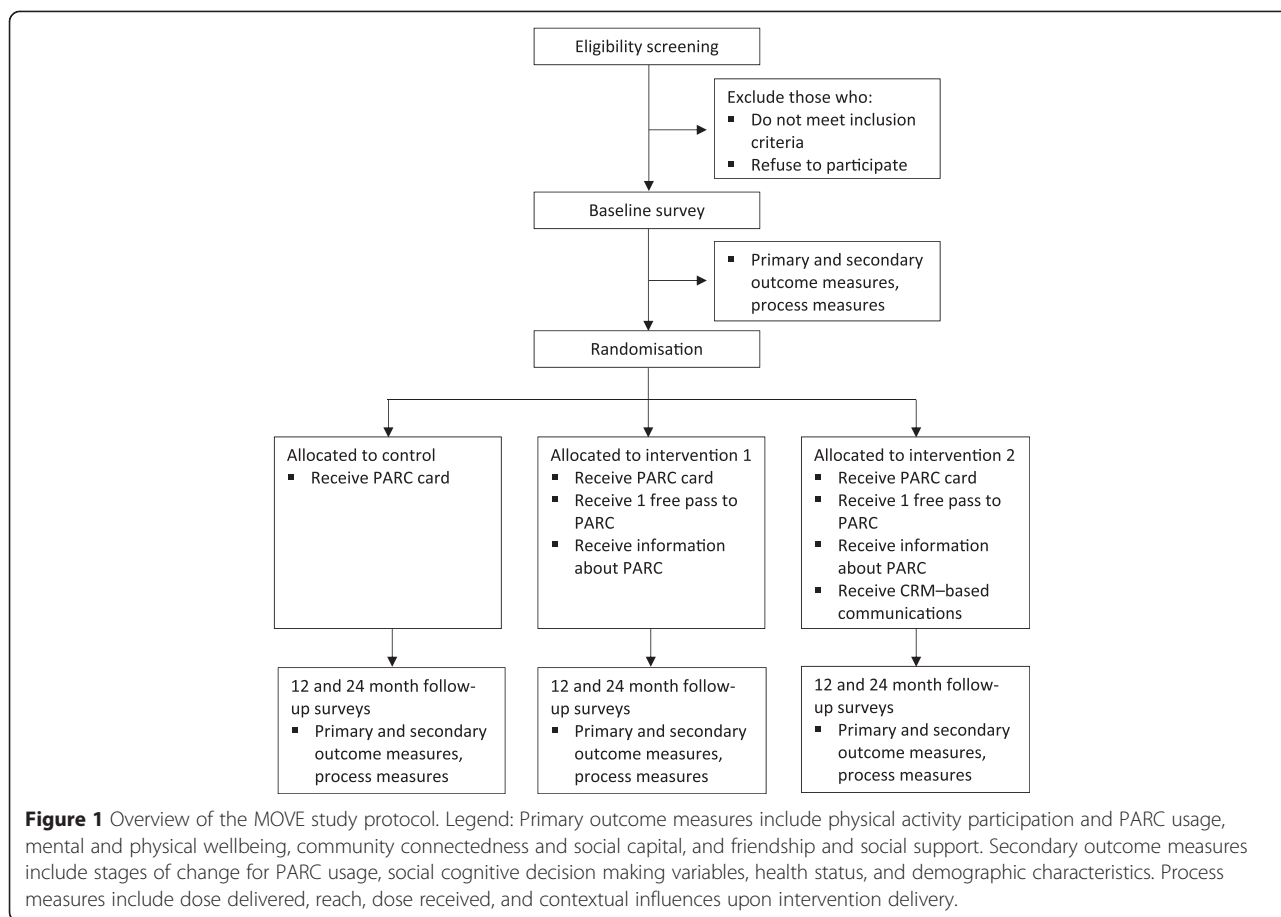 Eligibility screening
Exclude those who:
▪ Do not meet inclusion
criteria
▪ Refuse to participate
Baseline survey
▪ Primary and secondary
outcome measures,
process measures
Randomisation
Allocated to control
▪ Receive PARC card
Allocated to intervention 1
▪ Receive PARC card
▪ Receive 1 free pass to
PARC
▪ Receive information
about PARC
Allocated to intervention 2
▪ Receive PARC card
▪ Receive 1 free pass to
PARC
▪ Receive information
about PARC
▪ Receive CRM–based
communications
12 and 24 month follow-
up surveys
▪ Primary and secondary
outcome measures,
process measures
12 and 24 month follow-
up surveys
▪ Primary and secondary
outcome measures,
process measures
12 and 24 month follow-
up surveys
▪ Primary and secondary
outcome measures,
process measures
Figure 1 Overview of the MOVE study protocol. Legend: Primary outcome measures include physical activity participation and PARC usage,
mental and physical wellbeing, community connectedness and social capital, and friendship and social support. Secondary outcome measures
include stages of change for PARC usage, social cognitive decision making variables, health status, and demographic characteristics. Process
measures include dose delivered, reach, dose received, and contextual influences upon intervention delivery.